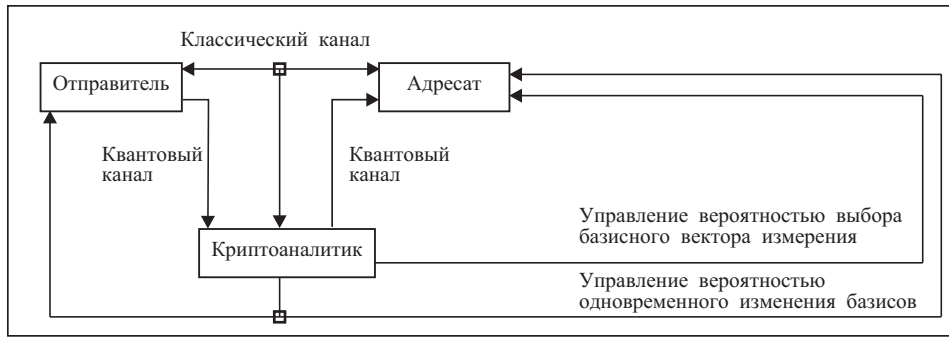 Классический канал
Отправитель
Адресат
Квантовый
канал
Квантовый
канал
Криптоаналитик
Управление вероятностью выбора
базисного вектора измерения
Управление вероятностью
одновременного изменения базисов